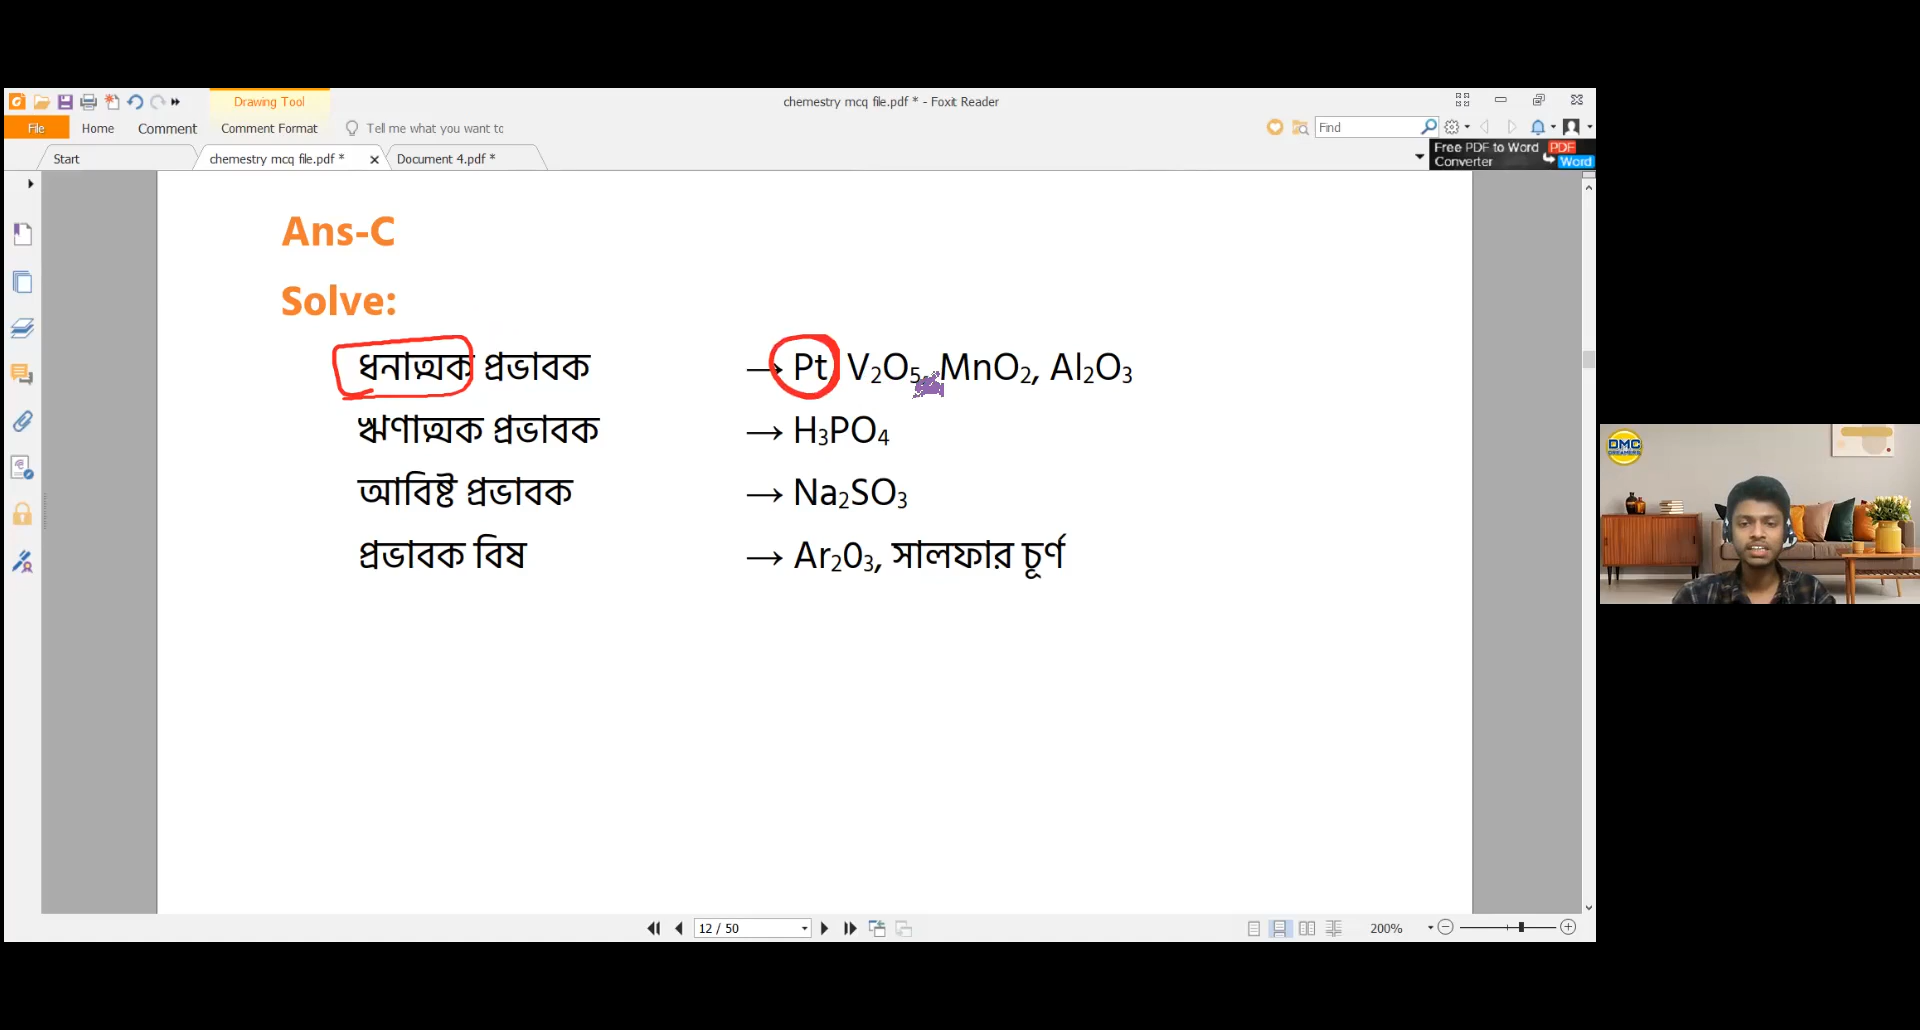 Drawing Tool
chemestry mcq file.pdf * - Foxit Reader
File Home Comment Comment Format Tell me what you want to Find
Start chemestry mcq file.pdf * Document 4.pdf *
Free PDF to Word Converter PDF Word
Ans-C
Solve:
ধনাত্মক প্রভাবক → Pt V₂O₅, MnO₂, Al₂O₃
ঋণাত্মক প্রভাবক → H₃PO₄
আবিষ্ট প্রভাবক → Na₂SO₃
প্রভাবক বিষ → Ar₂0₃, সালফার চূর্ণ
DMC
DREAMERS
12 / 50 200%